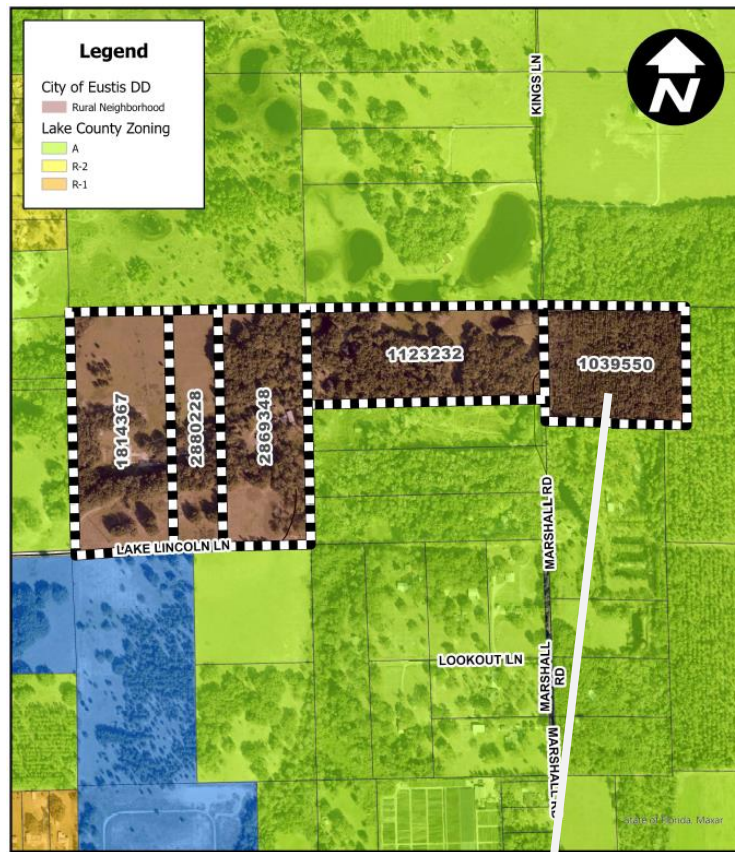 Legend
City of Eustis DD
Rural Neighborhood
Lake County Zoning
A
R-2
R-1
N
KINGS LN
1123232
1039550
1814367
2880228
2869348
LAKE LINCOLN LN
MARSHALL RD
LOOKOUT LN
MARSHALL
RD
MARSHALL RD
State of Florida, Maxar